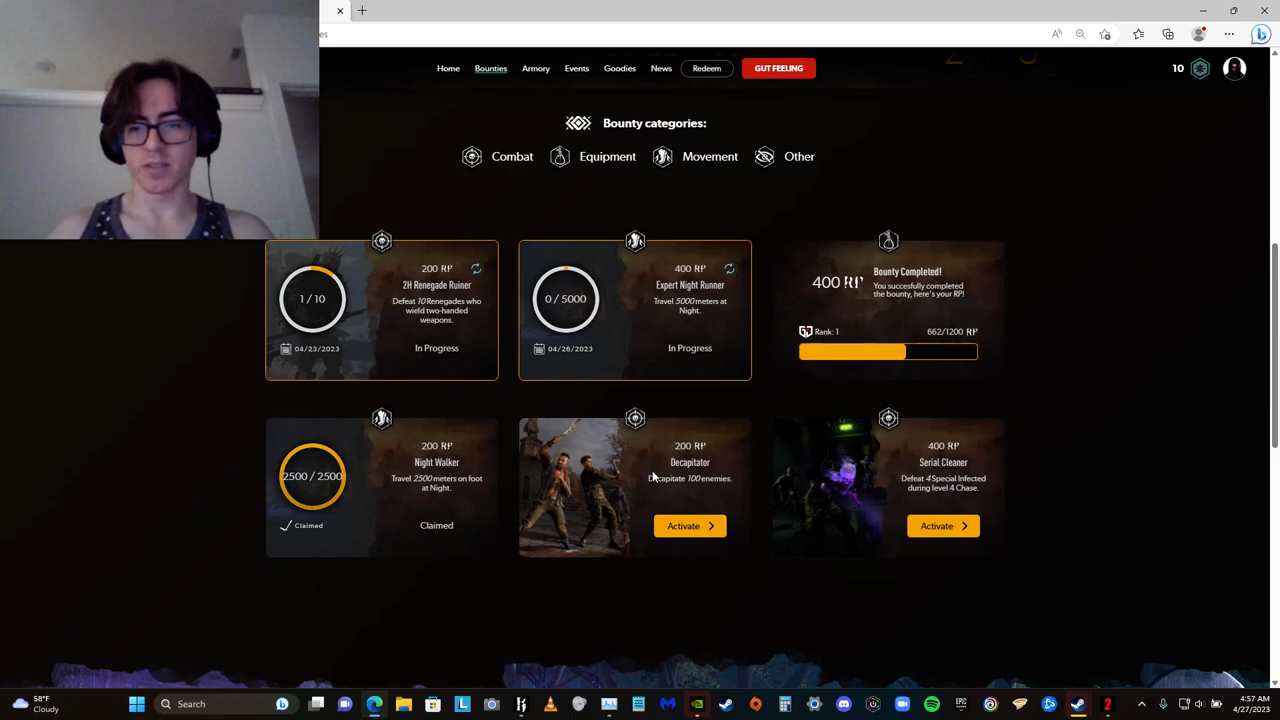 es
Home Bounties Armory Events Goodies News Redeem GUT FEELING 10
Bounty categories:
Combat Equipment Movement Other
200 RP
2H Renegade Ruiner
1 / 10
Defeat 10 Renegades who
wield two-handed
weapons.
04/23/2023
In Progress
400 RP
Expert Night Runner
0 / 5000
Travel 5000 meters at
Night.
04/26/2023
In Progress
400 RP
Bounty Completed!
You succesfully completed
the bounty, here's your RP!
Rank: 1 662/1200 RP
200 RP
Night Walker
2500 / 2500
Travel 2500 meters on foot
at Night.
Claimed
Claimed
200 RP
Decapitator
Decapitate 100 enemies.
Activate
400 RP
Serial Cleaner
Defeat 4 Special Infected
during level 4 Chase.
Activate
58°F
Cloudy
Search
4:57 AM
4/27/2023